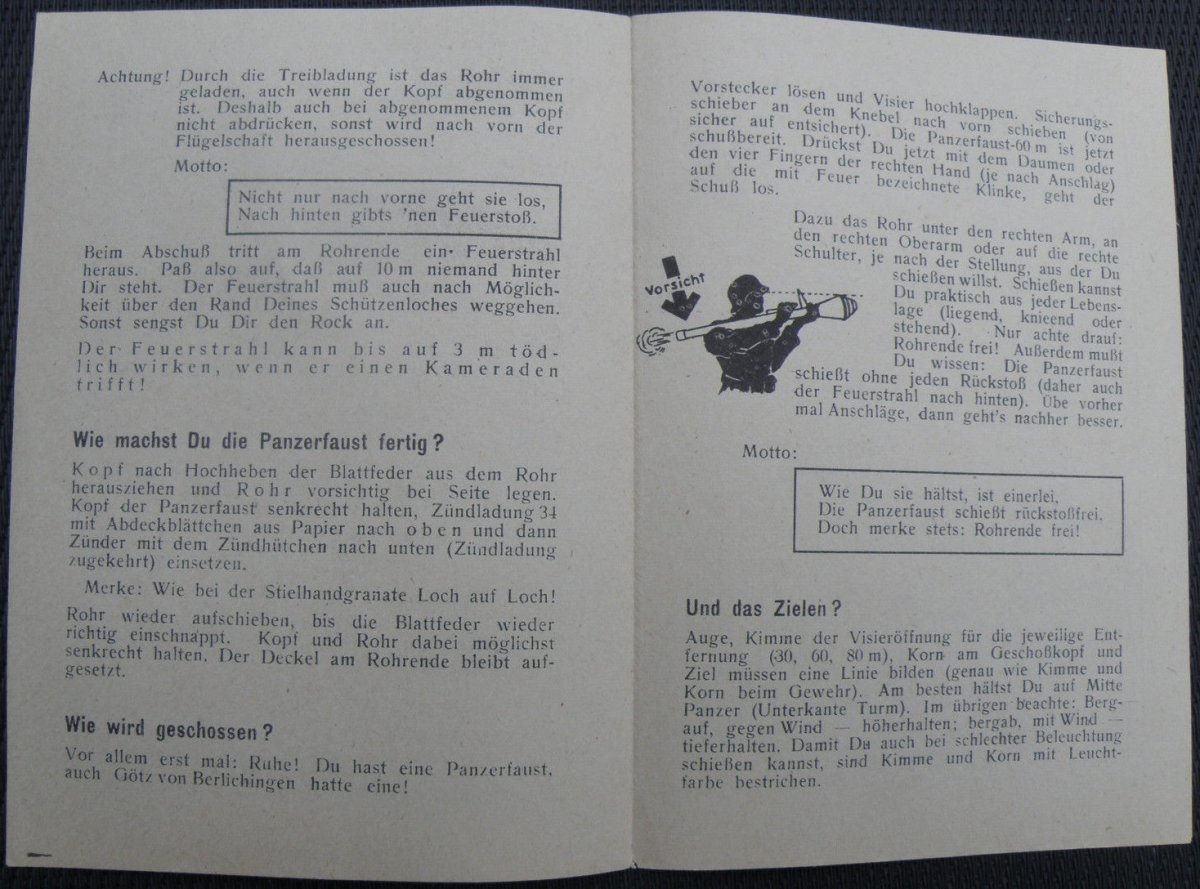 Achtung! Durch die Treibladung ist das Rohr immer
geladen, auch wenn der Kopf abgenommen
ist. Deshalb auch bei abgenommenem Kopf
nicht abdrücken, sonst wird nach vorn der
Flügelschaft herausgeschossen!
Motto:
Nicht nur nach vorne geht sie los,
Nach hinten gibts 'nen Feuerstoß.
Beim Abschuß tritt am Rohrende ein Feuerstrahl
heraus. Paß also auf, daß auf 10 m niemand hinter
Dir steht. Der Feuerstrahl muß auch nach Möglich-
keit über den Rand Deines Schützenloches weggehen.
Sonst sengst Du Dir den Rock an.
Der Feuerstrahl kann bis auf 3 m töd-
lich wirken, wenn er einen Kameraden
trifft!
Wie machst Du die Panzerfaust fertig?
Kopf nach Hochheben der Blattfeder aus dem Rohr
herausziehen und Rohr vorsichtig bei Seite legen.
Kopf der Panzerfaust senkrecht halten, Zündladung 34
mit Abdeckblättchen aus Papier nach oben und dann
Zünder mit dem Zündhütchen nach unten (Zündladung
zugekehrt) einsetzen.
Merke: Wie bei der Stielhandgranate Loch auf Loch!
Rohr wieder aufschieben, bis die Blattfeder wieder
richtig einschnappt. Kopf und Rohr dabei möglichst
senkrecht halten. Der Deckel am Rohrende bleibt auf-
gesetzt.
Wie wird geschossen?
Vor allem erst mal: Ruhe! Du hast eine Panzerfaust,
auch Götz von Berlichingen hatte eine!
Vorstecker lösen und Visier hochklappen. Sicherungs-
schieber an dem Knebel nach vorn schieben (von
sicher auf entsichert). Die Panzerfaust-60 m ist jetzt
schußbereit. Drückst Du jetzt mit dem Daumen oder
den vier Fingern der rechten Hand (je nach Anschlag)
auf die mit Feuer bezeichnete Klinke, geht der
Schuß los.
Dazu das Rohr unter den rechten Arm, an
den rechten Oberarm oder auf die rechte
Schulter, je nach der Stellung, aus der Du
schießen willst. Schießen kannst
Du praktisch aus jeder Lebens-
lage (liegend, knieend oder
stehend). Nur achte drauf:
Rohrende frei! Außerdem mußt
Du wissen: Die Panzerfaust
schießt ohne jeden Rückstoß (daher auch
der Feuerstrahl nach hinten). Übe vorher
mal Anschläge, dann geht's nachher besser.
Vorsicht
Motto:
Wie Du sie hältst, ist einerlei,
Die Panzerfaust schießt rückstoßfrei.
Doch merke stets: Rohrende frei!
Und das Zielen?
Auge, Kimme der Visieröffnung für die jeweilige Ent-
fernung (30, 60, 80 m), Korn am Geschoßkopf und
Ziel müssen eine Linie bilden (genau wie Kimme und
Korn beim Gewehr). Am besten hältst Du auf Mitte
Panzer (Unterkante Turm). Im übrigen beachte: Berg-
auf, gegen Wind — höherhalten; bergab, mit Wind —
tieferhalten. Damit Du auch bei schlechter Beleuchtung
schießen kannst, sind Kimme und Korn mit Leucht-
farbe bestrichen.